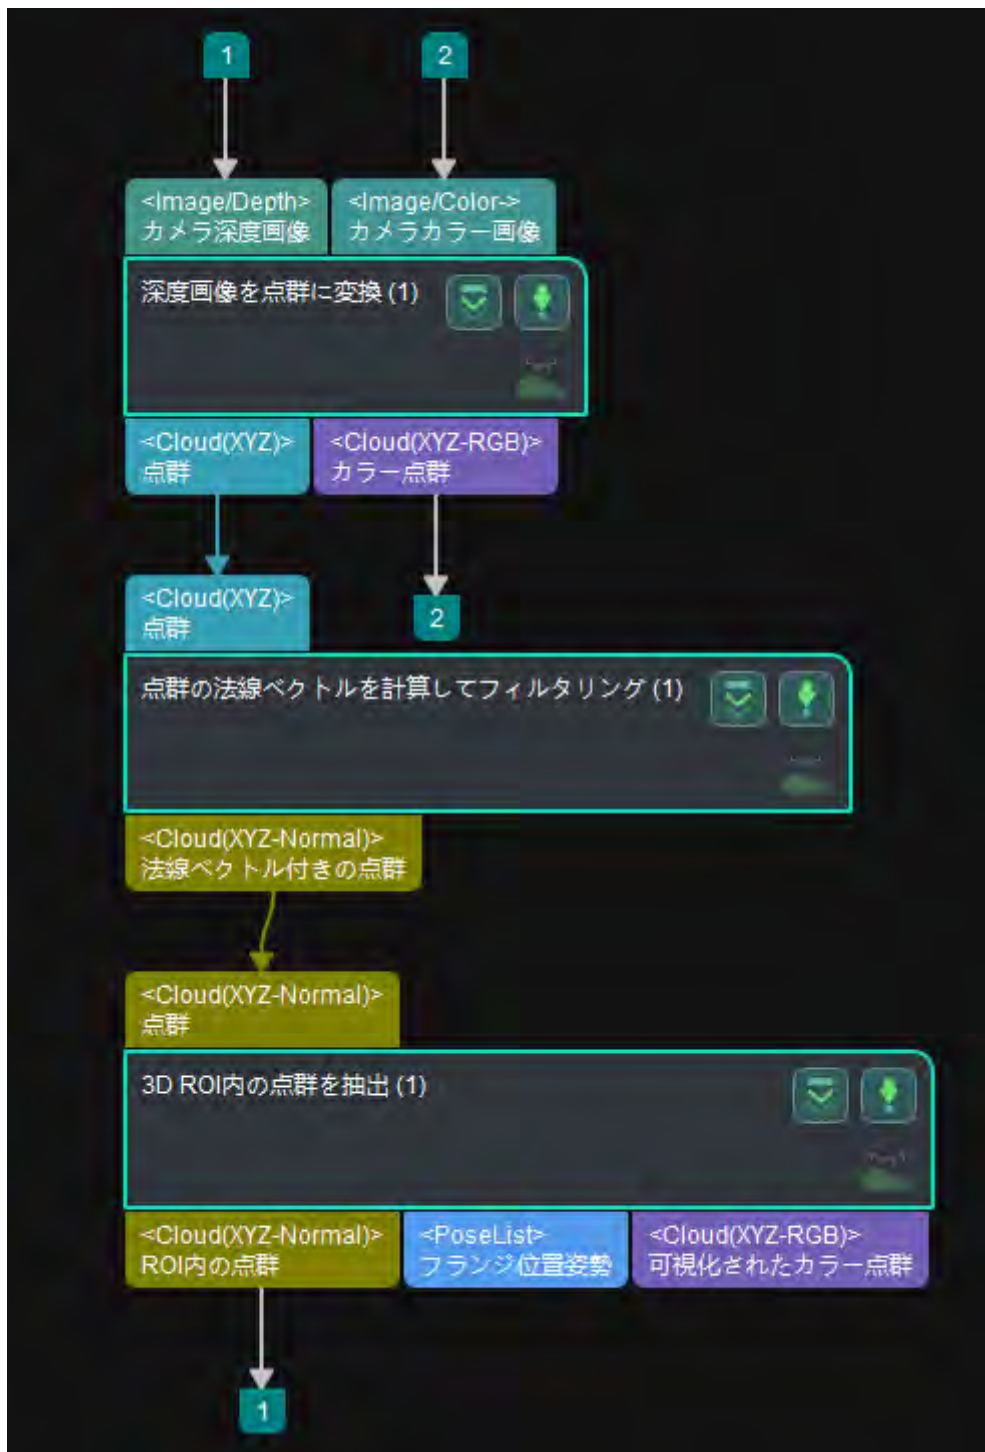 1
2
<Image/Depth>
カメラ深度画像
<Image/Color->
カメラカラー画像
深度画像を点群に変換 (1)
<Cloud(XYZ)>
点群
<Cloud(XYZ-RGB)>
カラー点群
<Cloud(XYZ)>
点群
2
点群の法線ベクトルを計算してフィルタリング (1)
<Cloud(XYZ-Normal)>
法線ベクトル付きの点群
<Cloud(XYZ-Normal)>
点群
3D ROI内の点群を抽出 (1)
<Cloud(XYZ-Normal)>
ROI内の点群
<PoseList>
フランジ位置姿勢
<Cloud(XYZ-RGB)>
可視化されたカラー点群
1